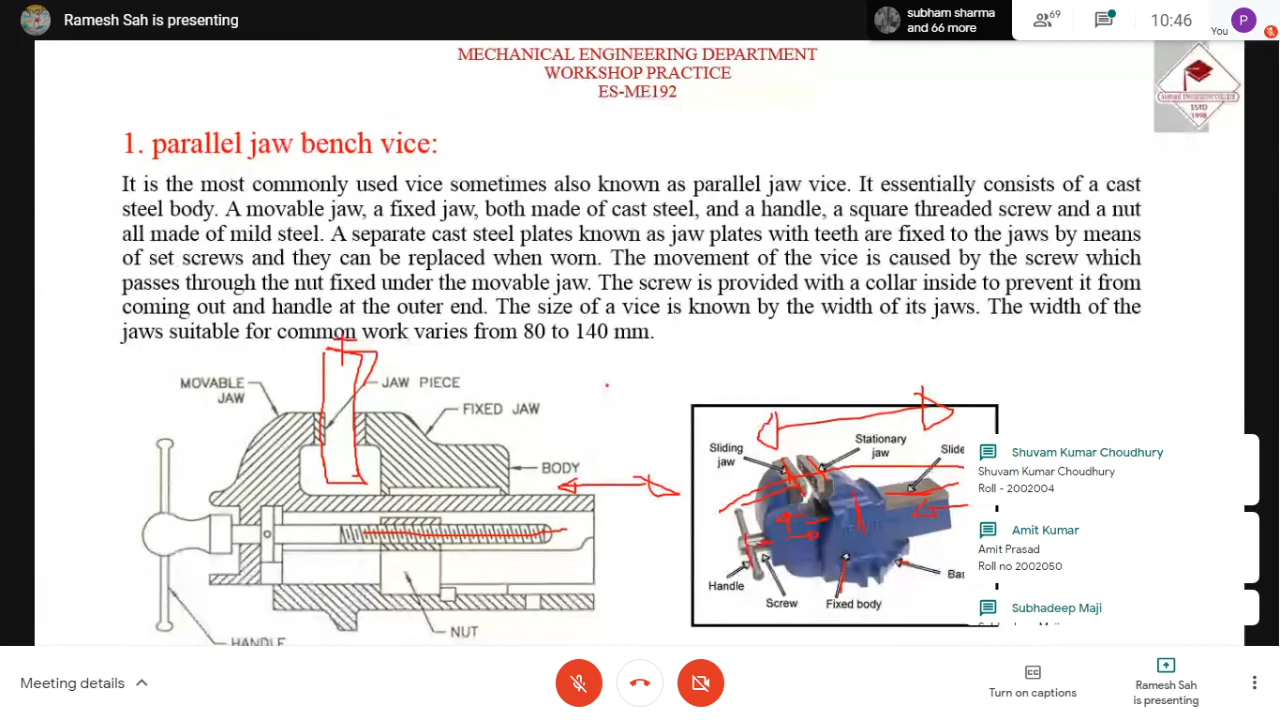 Ramesh Sah is presenting
subham sharma
and 66 more
69
10:46
You
P
MECHANICAL ENGINEERING DEPARTMENT
WORKSHOP PRACTICE
ES-ME192
ESTD
1998
1. parallel jaw bench vice:
It is the most commonly used vice sometimes also known as parallel jaw vice. It essentially consists of a cast
steel body. A movable jaw, a fixed jaw, both made of cast steel, and a handle, a square threaded screw and a nut
all made of mild steel. A separate cast steel plates known as jaw plates with teeth are fixed to the jaws by means
of set screws and they can be replaced when worn. The movement of the vice is caused by the screw which
passes through the nut fixed under the movable jaw. The screw is provided with a collar inside to prevent it from
coming out and handle at the outer end. The size of a vice is known by the width of its jaws. The width of the
jaws suitable for common work varies from 80 to 140 mm.
MOVABLE
JAW
JAW PIECE
FIXED JAW
BODY
NUT
HANDLE
Sliding
jaw
Stationary
jaw
Slide
Handle
Screw
Fixed body
Bas
Shuvam Kumar Choudhury
Shuvam Kumar Choudhury
Roll - 2002004
Amit Kumar
Amit Prasad
Roll no 2002050
Subhadeep Maji
Meeting details
CC
Turn on captions
Ramesh Sah
is presenting